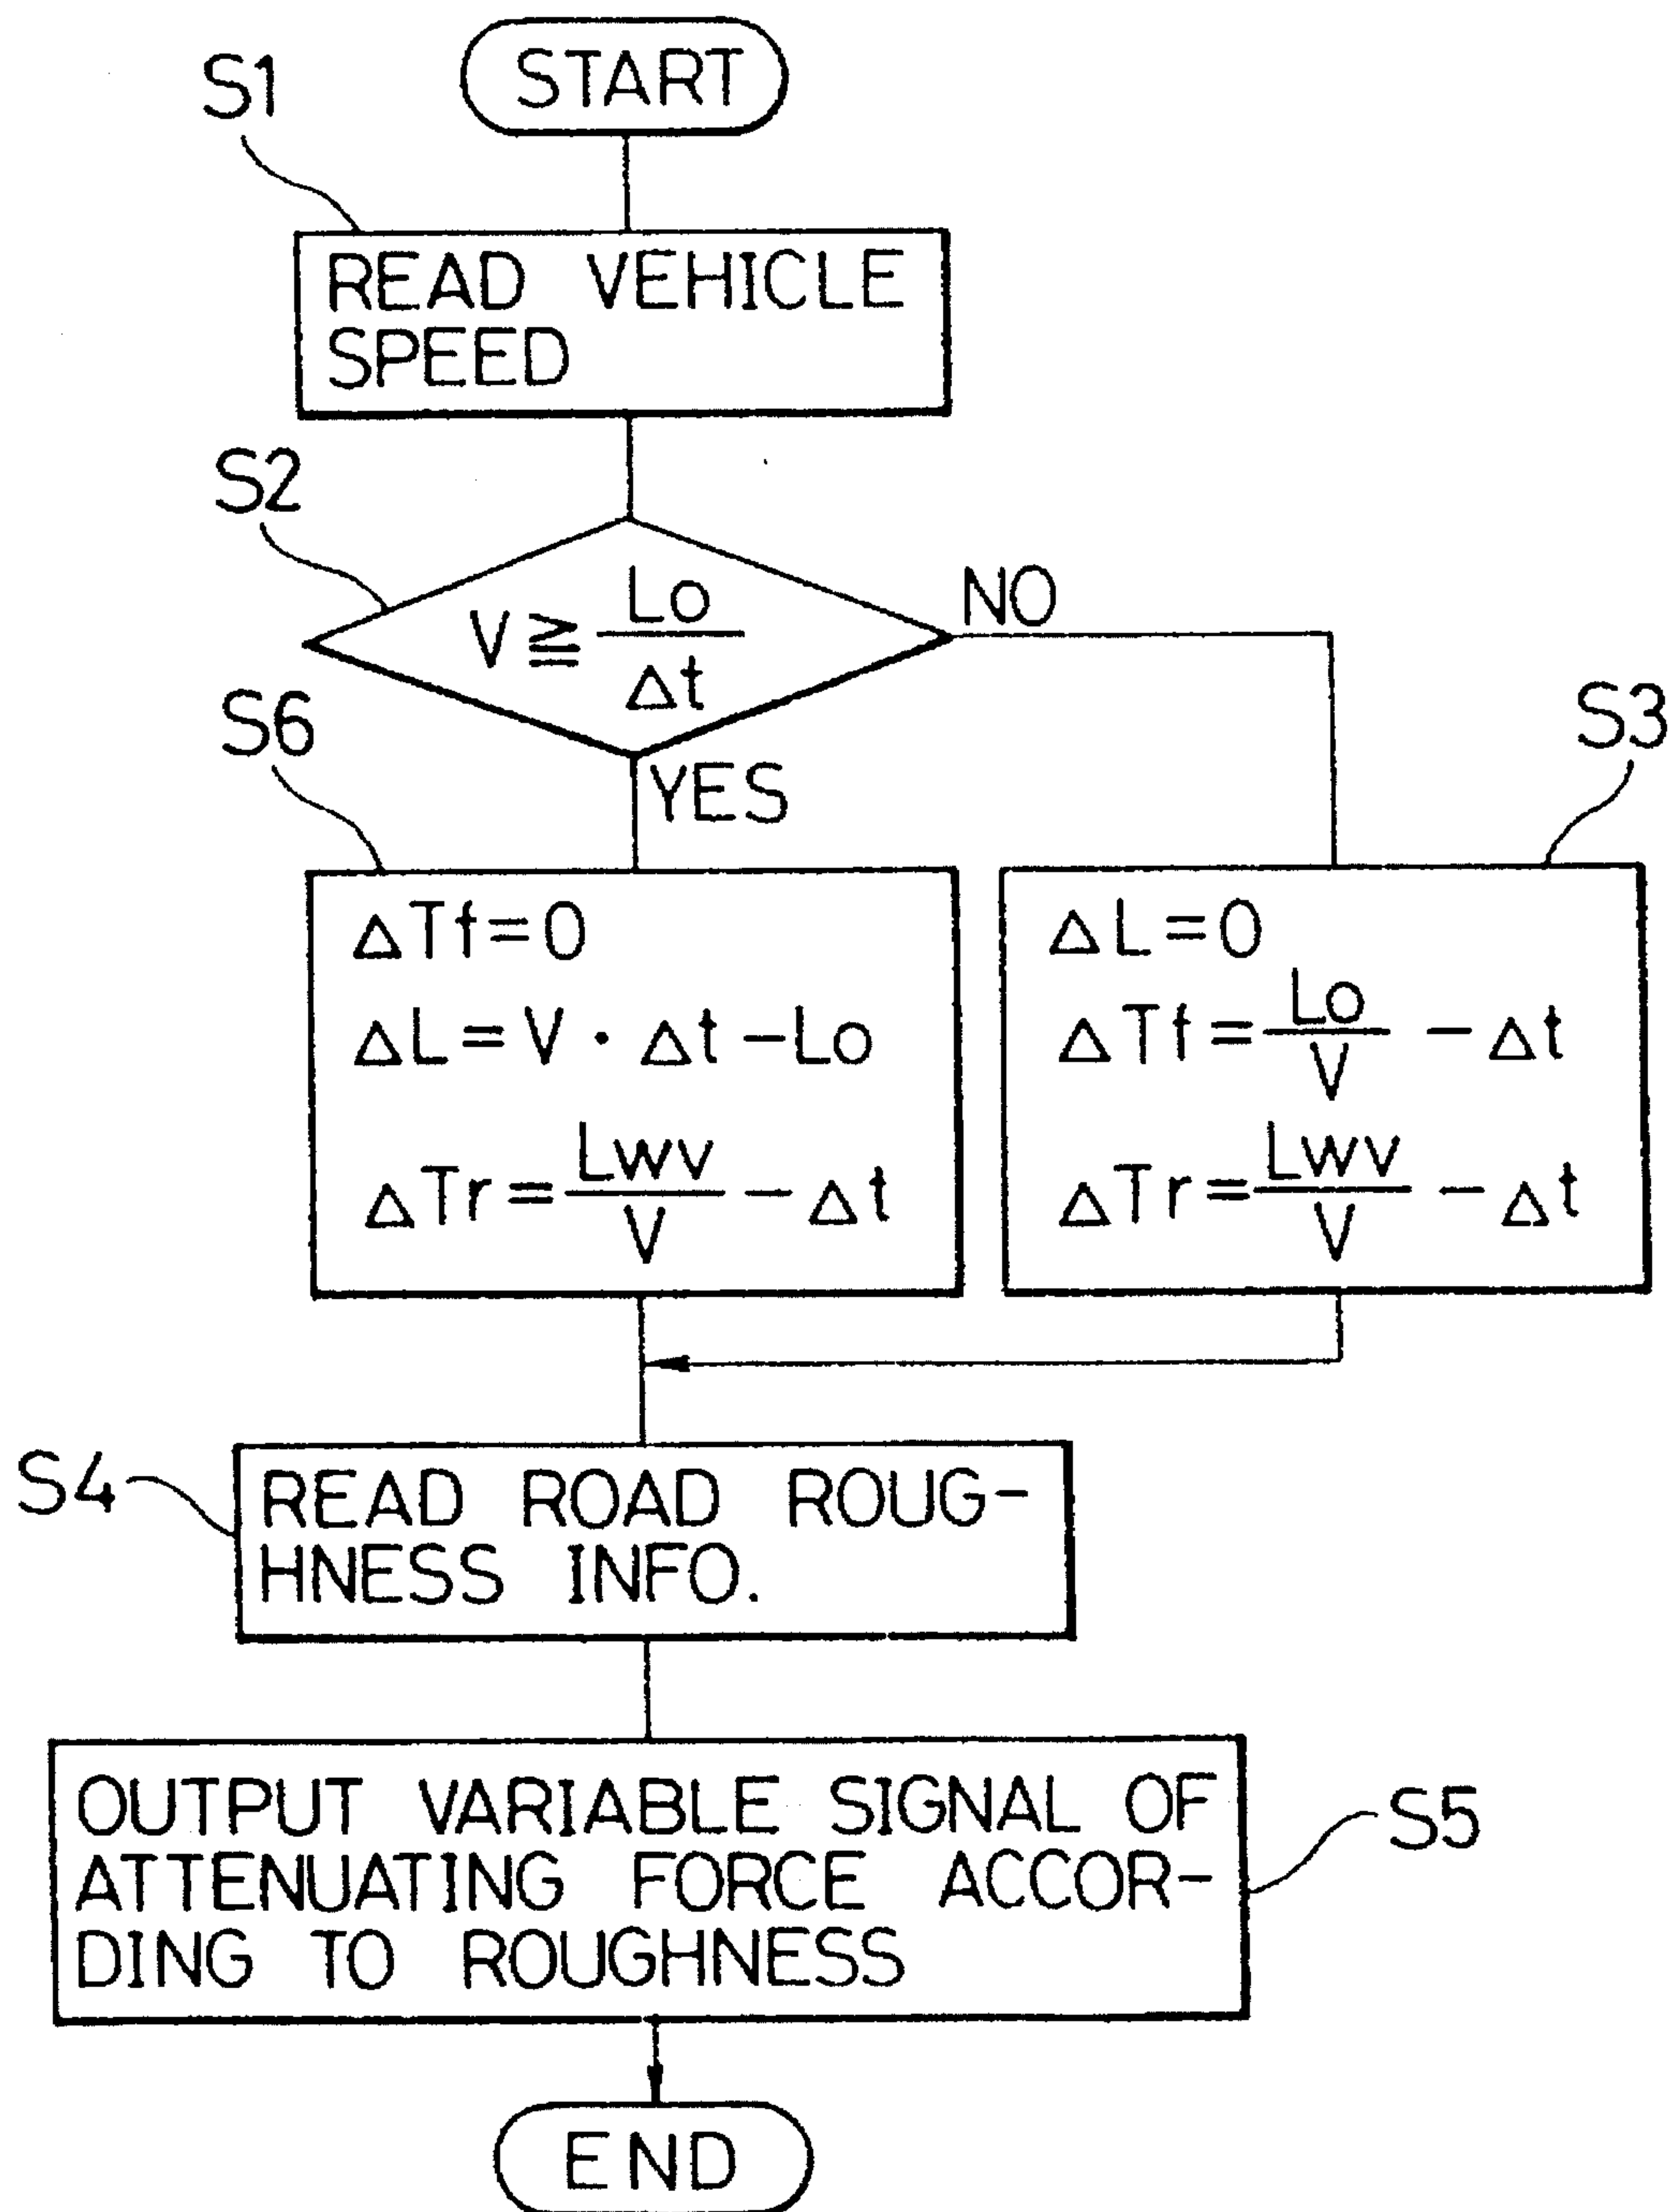 START
S1
READ VEHICLE
SPEED
S2
V ≧ Lo/Δt
NO
YES
S6
ΔTf=0
ΔL=V·Δt-Lo
ΔTr=Lwv/V-Δt
S3
ΔL=0
ΔTf=Lo/V-Δt
ΔTr=Lwv/V-Δt
S4
READ ROAD ROUG-
HNESS INFO.
OUTPUT VARIABLE SIGNAL OF
ATTENUATING FORCE ACCOR-
DING TO ROUGHNESS
S5
END